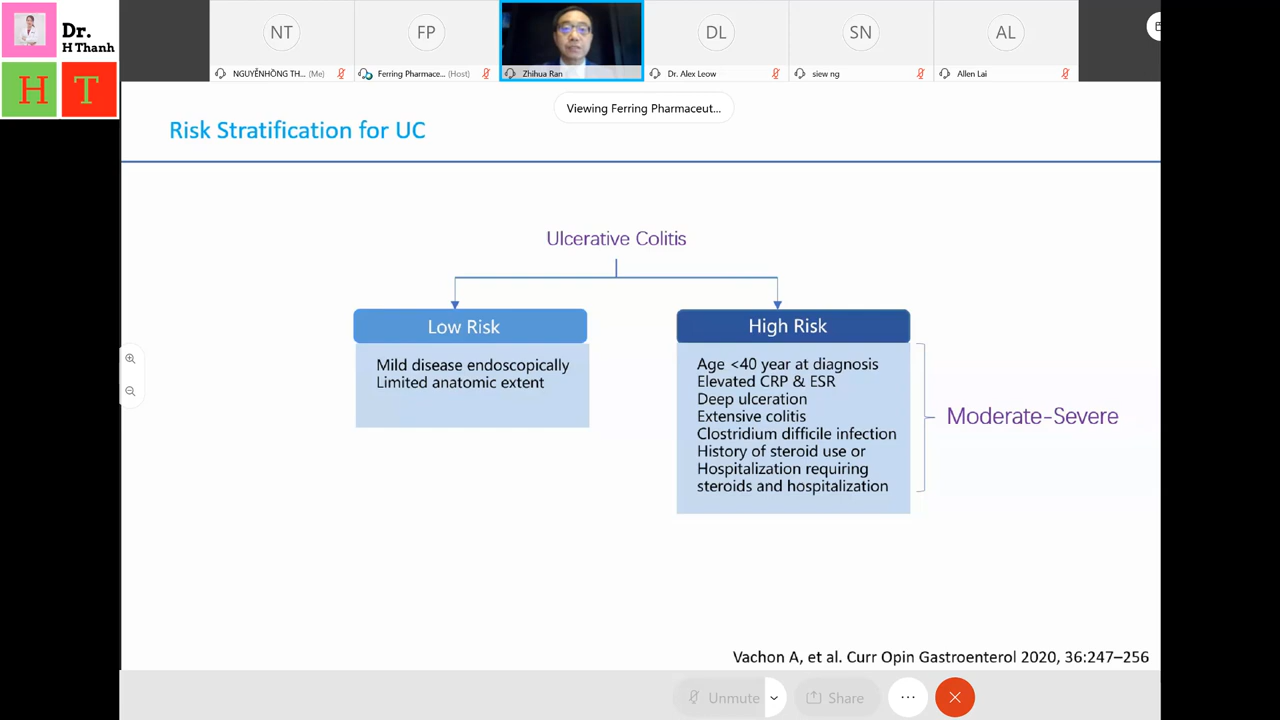 Dr.
H Thanh
H T
NT
FP
DL
SN
AL
NGUYỄNHỒNG TH... (Me)
Ferring Pharmace... (Host)
Zhihua Ran
Dr. Alex Leow
siew ng
Allen Lai
Viewing Ferring Pharmaceut...
Risk Stratification for UC
Ulcerative Colitis
Low Risk
Mild disease endoscopically
Limited anatomic extent
High Risk
Age <40 year at diagnosis
Elevated CRP & ESR
Deep ulceration
Extensive colitis
Clostridium difficile infection
History of steroid use or
Hospitalization requiring
steroids and hospitalization
Moderate-Severe
Vachon A, et al. Curr Opin Gastroenterol 2020, 36:247–256
Unmute
Share